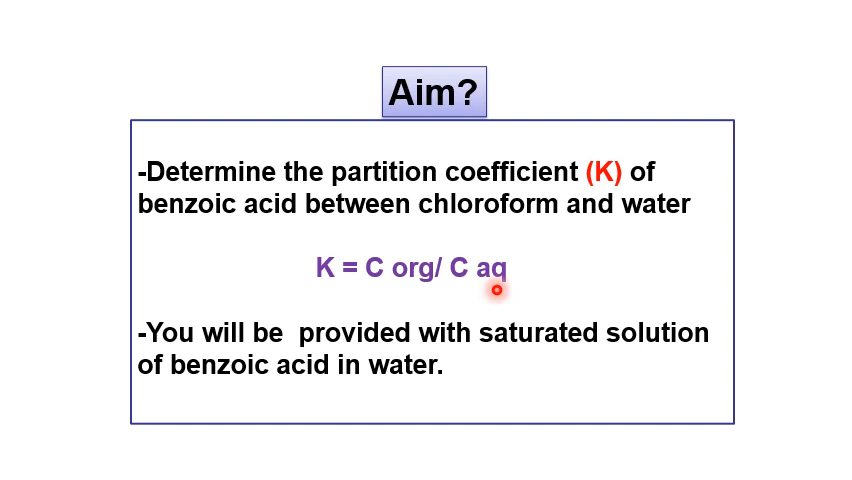 Aim?
-Determine the partition coefficient (K) of
benzoic acid between chloroform and water
K = C org/ C aq
-You will be  provided with saturated solution
of benzoic acid in water.